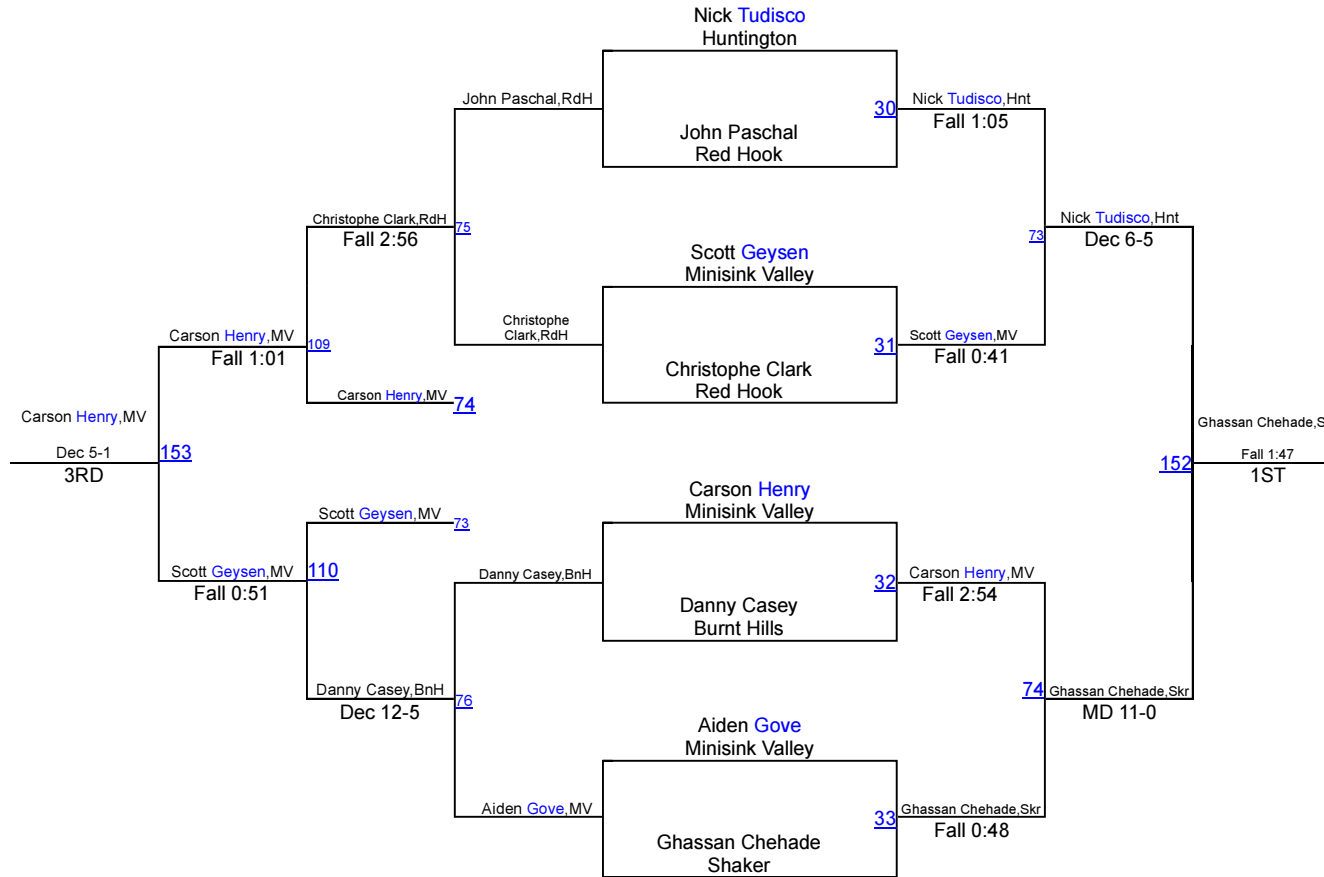 Nick Tudisco
Huntington
John Paschal,RdH
30
Nick Tudisco,Hnt
Fall 1:05
John Paschal
Red Hook
Christophe Clark,RdH
75
Fall 2:56
Nick Tudisco,Hnt
73
Dec 6-5
Scott Geysen
Minisink Valley
Christophe
Clark,RdH
Carson Henry,MV
109
Fall 1:01
31
Scott Geysen,MV
Fall 0:41
Christophe Clark
Red Hook
Carson Henry,MV
74
Carson Henry,MV
Dec 5-1
153
3RD
Ghassan Chehade,S
152
Fall 1:47
1ST
Carson Henry
Minisink Valley
Scott Geysen,MV
73
Scott Geysen,MV
110
Fall 0:51
Danny Casey,BnH
32
Carson Henry,MV
Fall 2:54
Danny Casey
Burnt Hills
Danny Casey,BnH
76
Dec 12-5
74
Ghassan Chehade,Skr
MD 11-0
Aiden Gove
Minisink Valley
Aiden Gove,MV
33
Ghassan Chehade,Skr
Fall 0:48
Ghassan Chehade
Shaker